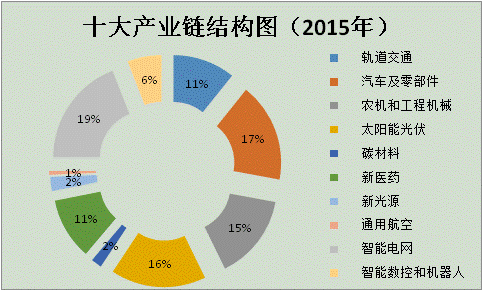 十大产业链结构图（2015年）
11%
17%
15%
16%
2%
11%
2%
1%
19%
6%
轨道交通
汽车及零部件
农机和工程机械
太阳能光伏
碳材料
新医药
新光源
通用航空
智能电网
智能数控和机器人